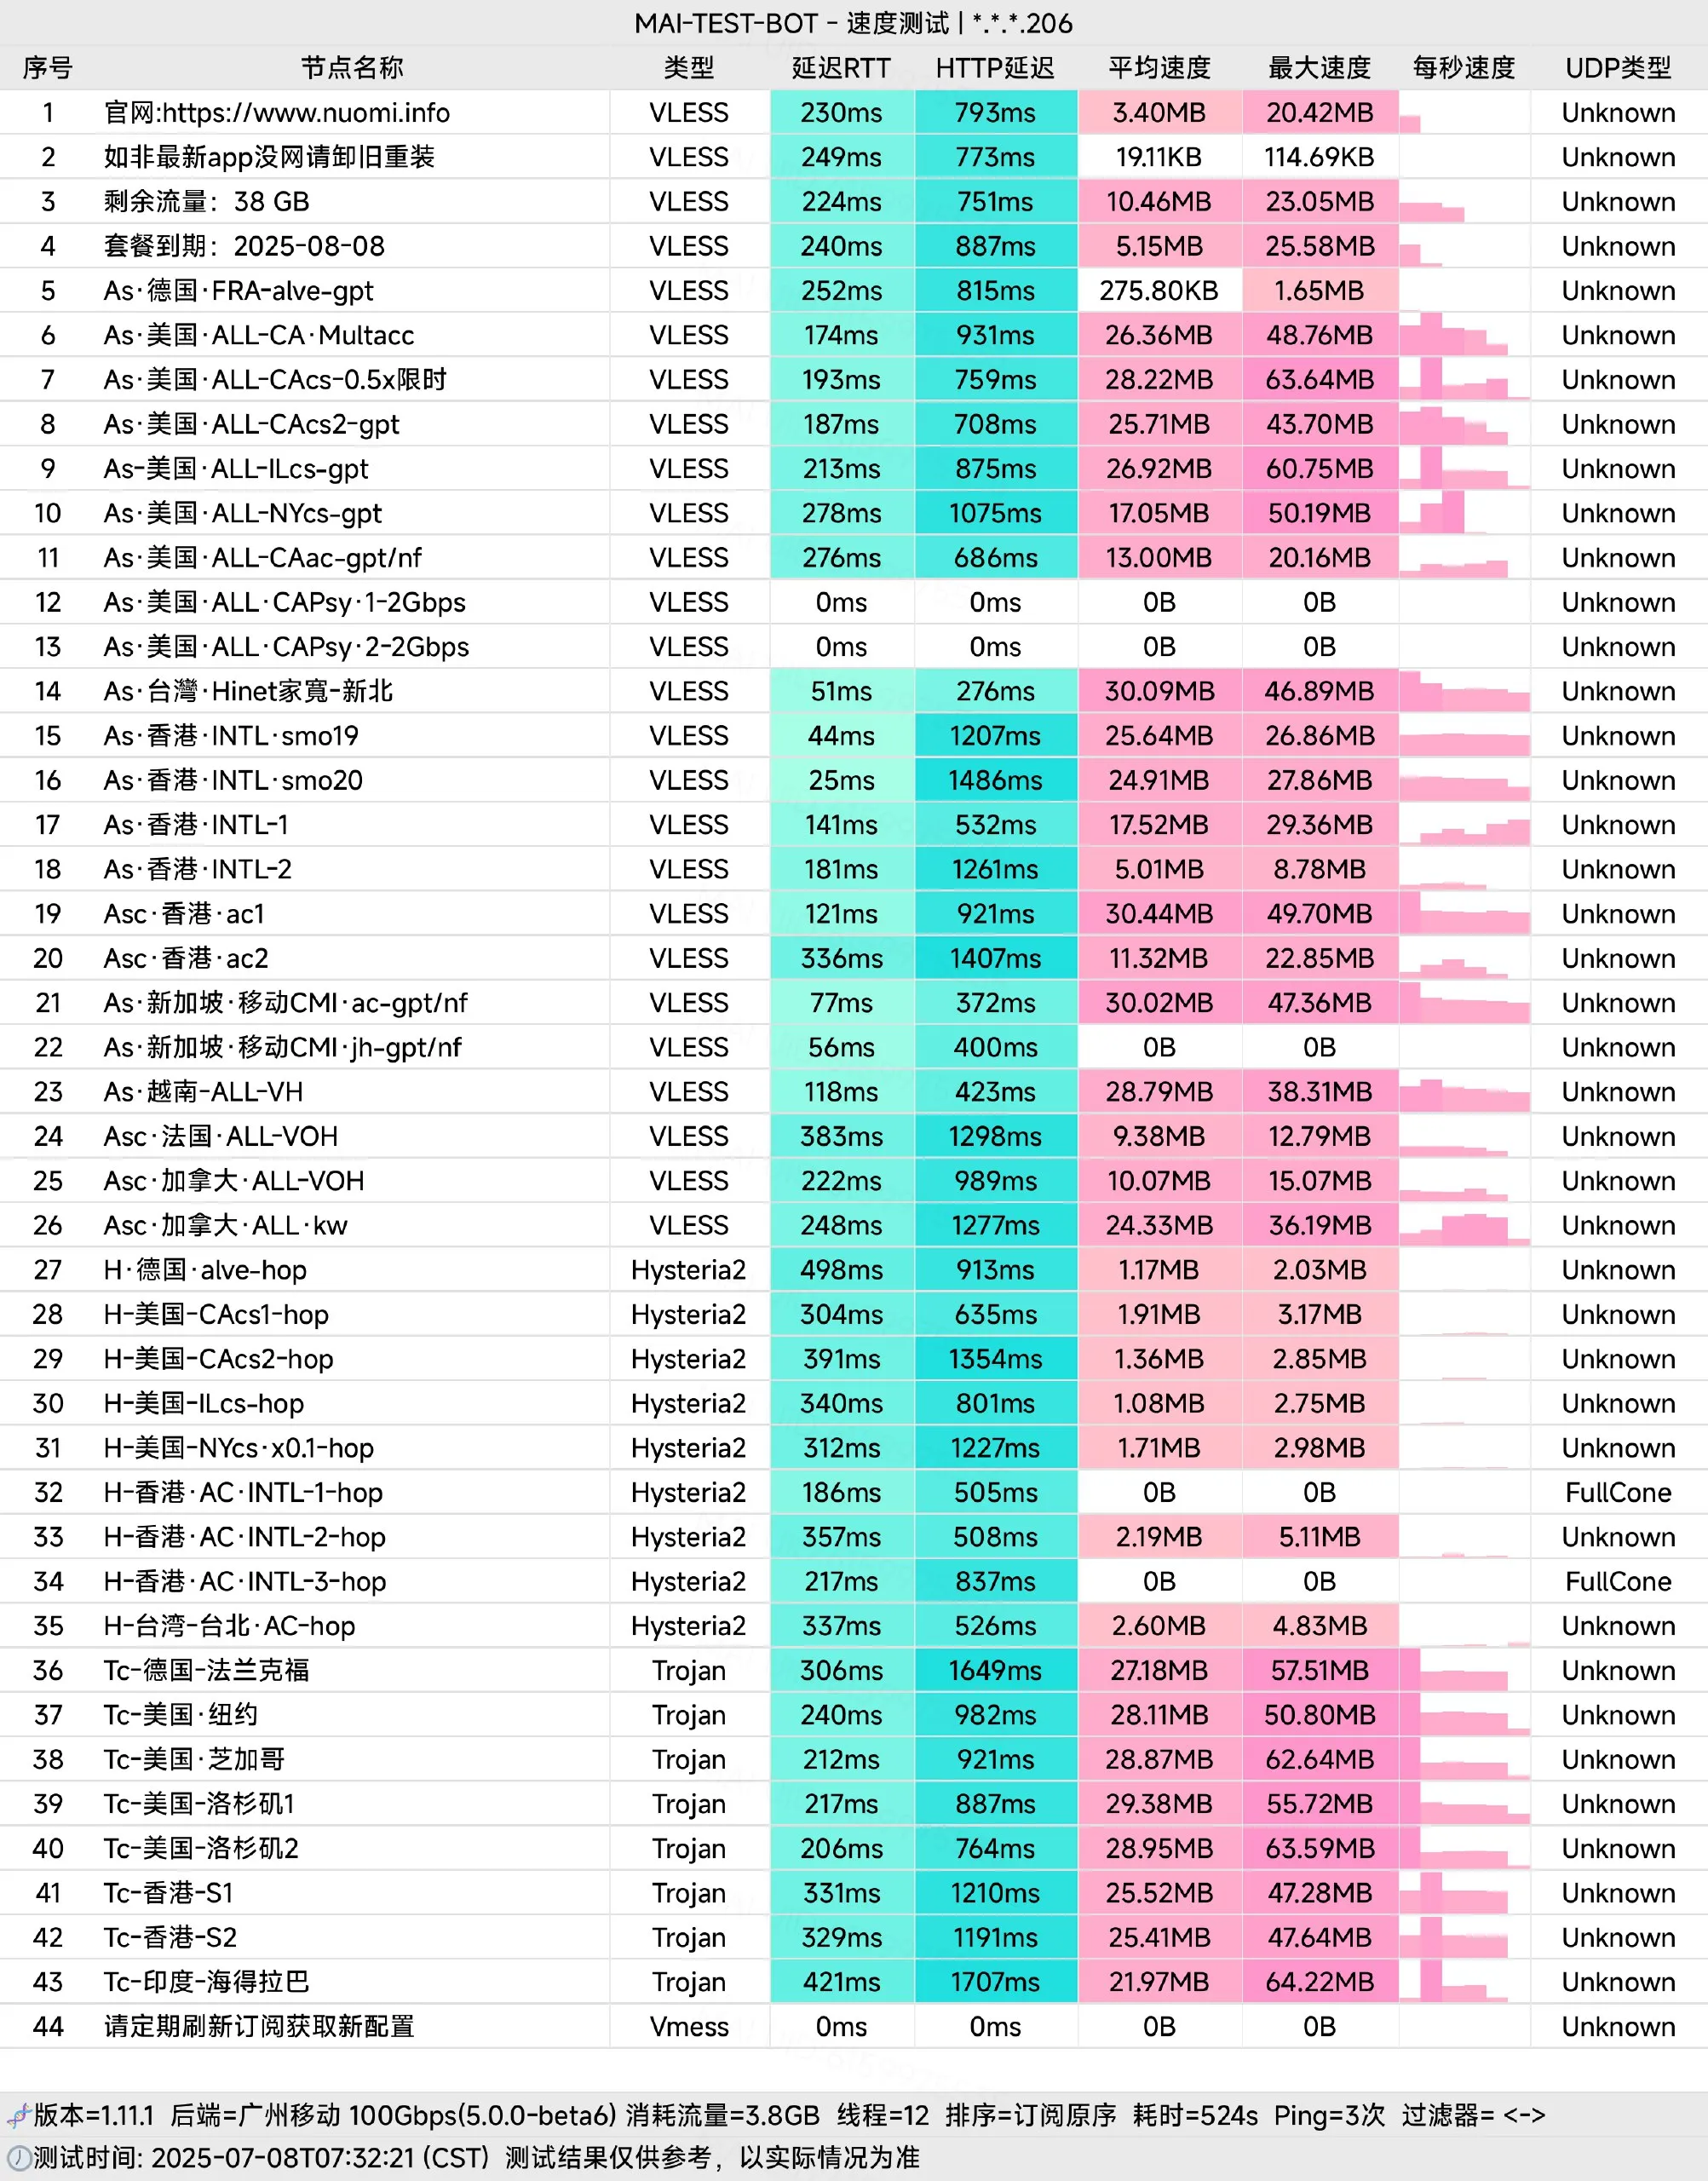 MAI-TEST-BOT - 速度测试 | *.*.*.206
序号 节点名称 类型 延迟RTT HTTP延迟 平均速度 最大速度 每秒速度 UDP类型
1 官网:https://www.nuomi.info VLESS 230ms 793ms 3.40MB 20.42MB Unknown
2 如非最新app没网请卸旧重装 VLESS 249ms 773ms 19.11KB 114.69KB Unknown
3 剩余流量：38 GB VLESS 224ms 751ms 10.46MB 23.05MB Unknown
4 套餐到期：2025-08-08 VLESS 240ms 887ms 5.15MB 25.58MB Unknown
5 As·德国·FRA-alve-gpt VLESS 252ms 815ms 275.80KB 1.65MB Unknown
6 As·美国·ALL-CA·Multacc VLESS 174ms 931ms 26.36MB 48.76MB Unknown
7 As·美国·ALL-CAcs-0.5x限时 VLESS 193ms 759ms 28.22MB 63.64MB Unknown
8 As·美国·ALL-CAcs2-gpt VLESS 187ms 708ms 25.71MB 43.70MB Unknown
9 As-美国·ALL-ILcs-gpt VLESS 213ms 875ms 26.92MB 60.75MB Unknown
10 As·美国·ALL-NYcs-gpt VLESS 278ms 1075ms 17.05MB 50.19MB Unknown
11 As·美国·ALL-CAac-gpt/nf VLESS 276ms 686ms 13.00MB 20.16MB Unknown
12 As·美国·ALL·CAPsy·1-2Gbps VLESS 0ms 0ms 0B 0B Unknown
13 As·美国·ALL·CAPsy·2-2Gbps VLESS 0ms 0ms 0B 0B Unknown
14 As·台灣·Hinet家寬-新北 VLESS 51ms 276ms 30.09MB 46.89MB Unknown
15 As·香港·INTL·smo19 VLESS 44ms 1207ms 25.64MB 26.86MB Unknown
16 As·香港·INTL·smo20 VLESS 25ms 1486ms 24.91MB 27.86MB Unknown
17 As·香港·INTL-1 VLESS 141ms 532ms 17.52MB 29.36MB Unknown
18 As·香港·INTL-2 VLESS 181ms 1261ms 5.01MB 8.78MB Unknown
19 Asc·香港·ac1 VLESS 121ms 921ms 30.44MB 49.70MB Unknown
20 Asc·香港·ac2 VLESS 336ms 1407ms 11.32MB 22.85MB Unknown
21 As·新加坡·移动CMI·ac-gpt/nf VLESS 77ms 372ms 30.02MB 47.36MB Unknown
22 As·新加坡·移动CMI·jh-gpt/nf VLESS 56ms 400ms 0B 0B Unknown
23 As·越南-ALL-VH VLESS 118ms 423ms 28.79MB 38.31MB Unknown
24 Asc·法国·ALL-VOH VLESS 383ms 1298ms 9.38MB 12.79MB Unknown
25 Asc·加拿大·ALL-VOH VLESS 222ms 989ms 10.07MB 15.07MB Unknown
26 Asc·加拿大·ALL·kw VLESS 248ms 1277ms 24.33MB 36.19MB Unknown
27 H·德国·alve-hop Hysteria2 498ms 913ms 1.17MB 2.03MB Unknown
28 H-美国-CAcs1-hop Hysteria2 304ms 635ms 1.91MB 3.17MB Unknown
29 H-美国-CAcs2-hop Hysteria2 391ms 1354ms 1.36MB 2.85MB Unknown
30 H-美国-ILcs-hop Hysteria2 340ms 801ms 1.08MB 2.75MB Unknown
31 H-美国-NYcs·x0.1-hop Hysteria2 312ms 1227ms 1.71MB 2.98MB Unknown
32 H-香港·AC·INTL-1-hop Hysteria2 186ms 505ms 0B 0B FullCone
33 H-香港·AC·INTL-2-hop Hysteria2 357ms 508ms 2.19MB 5.11MB Unknown
34 H-香港·AC·INTL-3-hop Hysteria2 217ms 837ms 0B 0B FullCone
35 H-台湾-台北·AC-hop Hysteria2 337ms 526ms 2.60MB 4.83MB Unknown
36 Tc-德国-法兰克福 Trojan 306ms 1649ms 27.18MB 57.51MB Unknown
37 Tc-美国·纽约 Trojan 240ms 982ms 28.11MB 50.80MB Unknown
38 Tc-美国·芝加哥 Trojan 212ms 921ms 28.87MB 62.64MB Unknown
39 Tc-美国-洛杉矶1 Trojan 217ms 887ms 29.38MB 55.72MB Unknown
40 Tc-美国-洛杉矶2 Trojan 206ms 764ms 28.95MB 63.59MB Unknown
41 Tc-香港-S1 Trojan 331ms 1210ms 25.52MB 47.28MB Unknown
42 Tc-香港-S2 Trojan 329ms 1191ms 25.41MB 47.64MB Unknown
43 Tc-印度-海得拉巴 Trojan 421ms 1707ms 21.97MB 64.22MB Unknown
44 请定期刷新订阅获取新配置 Vmess 0ms 0ms 0B 0B Unknown
版本=1.11.1 后端=广州移动 100Gbps(5.0.0-beta6) 消耗流量=3.8GB 线程=12 排序=订阅原序 耗时=524s Ping=3次 过滤器= <->
测试时间: 2025-07-08T07:32:21 (CST) 测试结果仅供参考，以实际情况为准